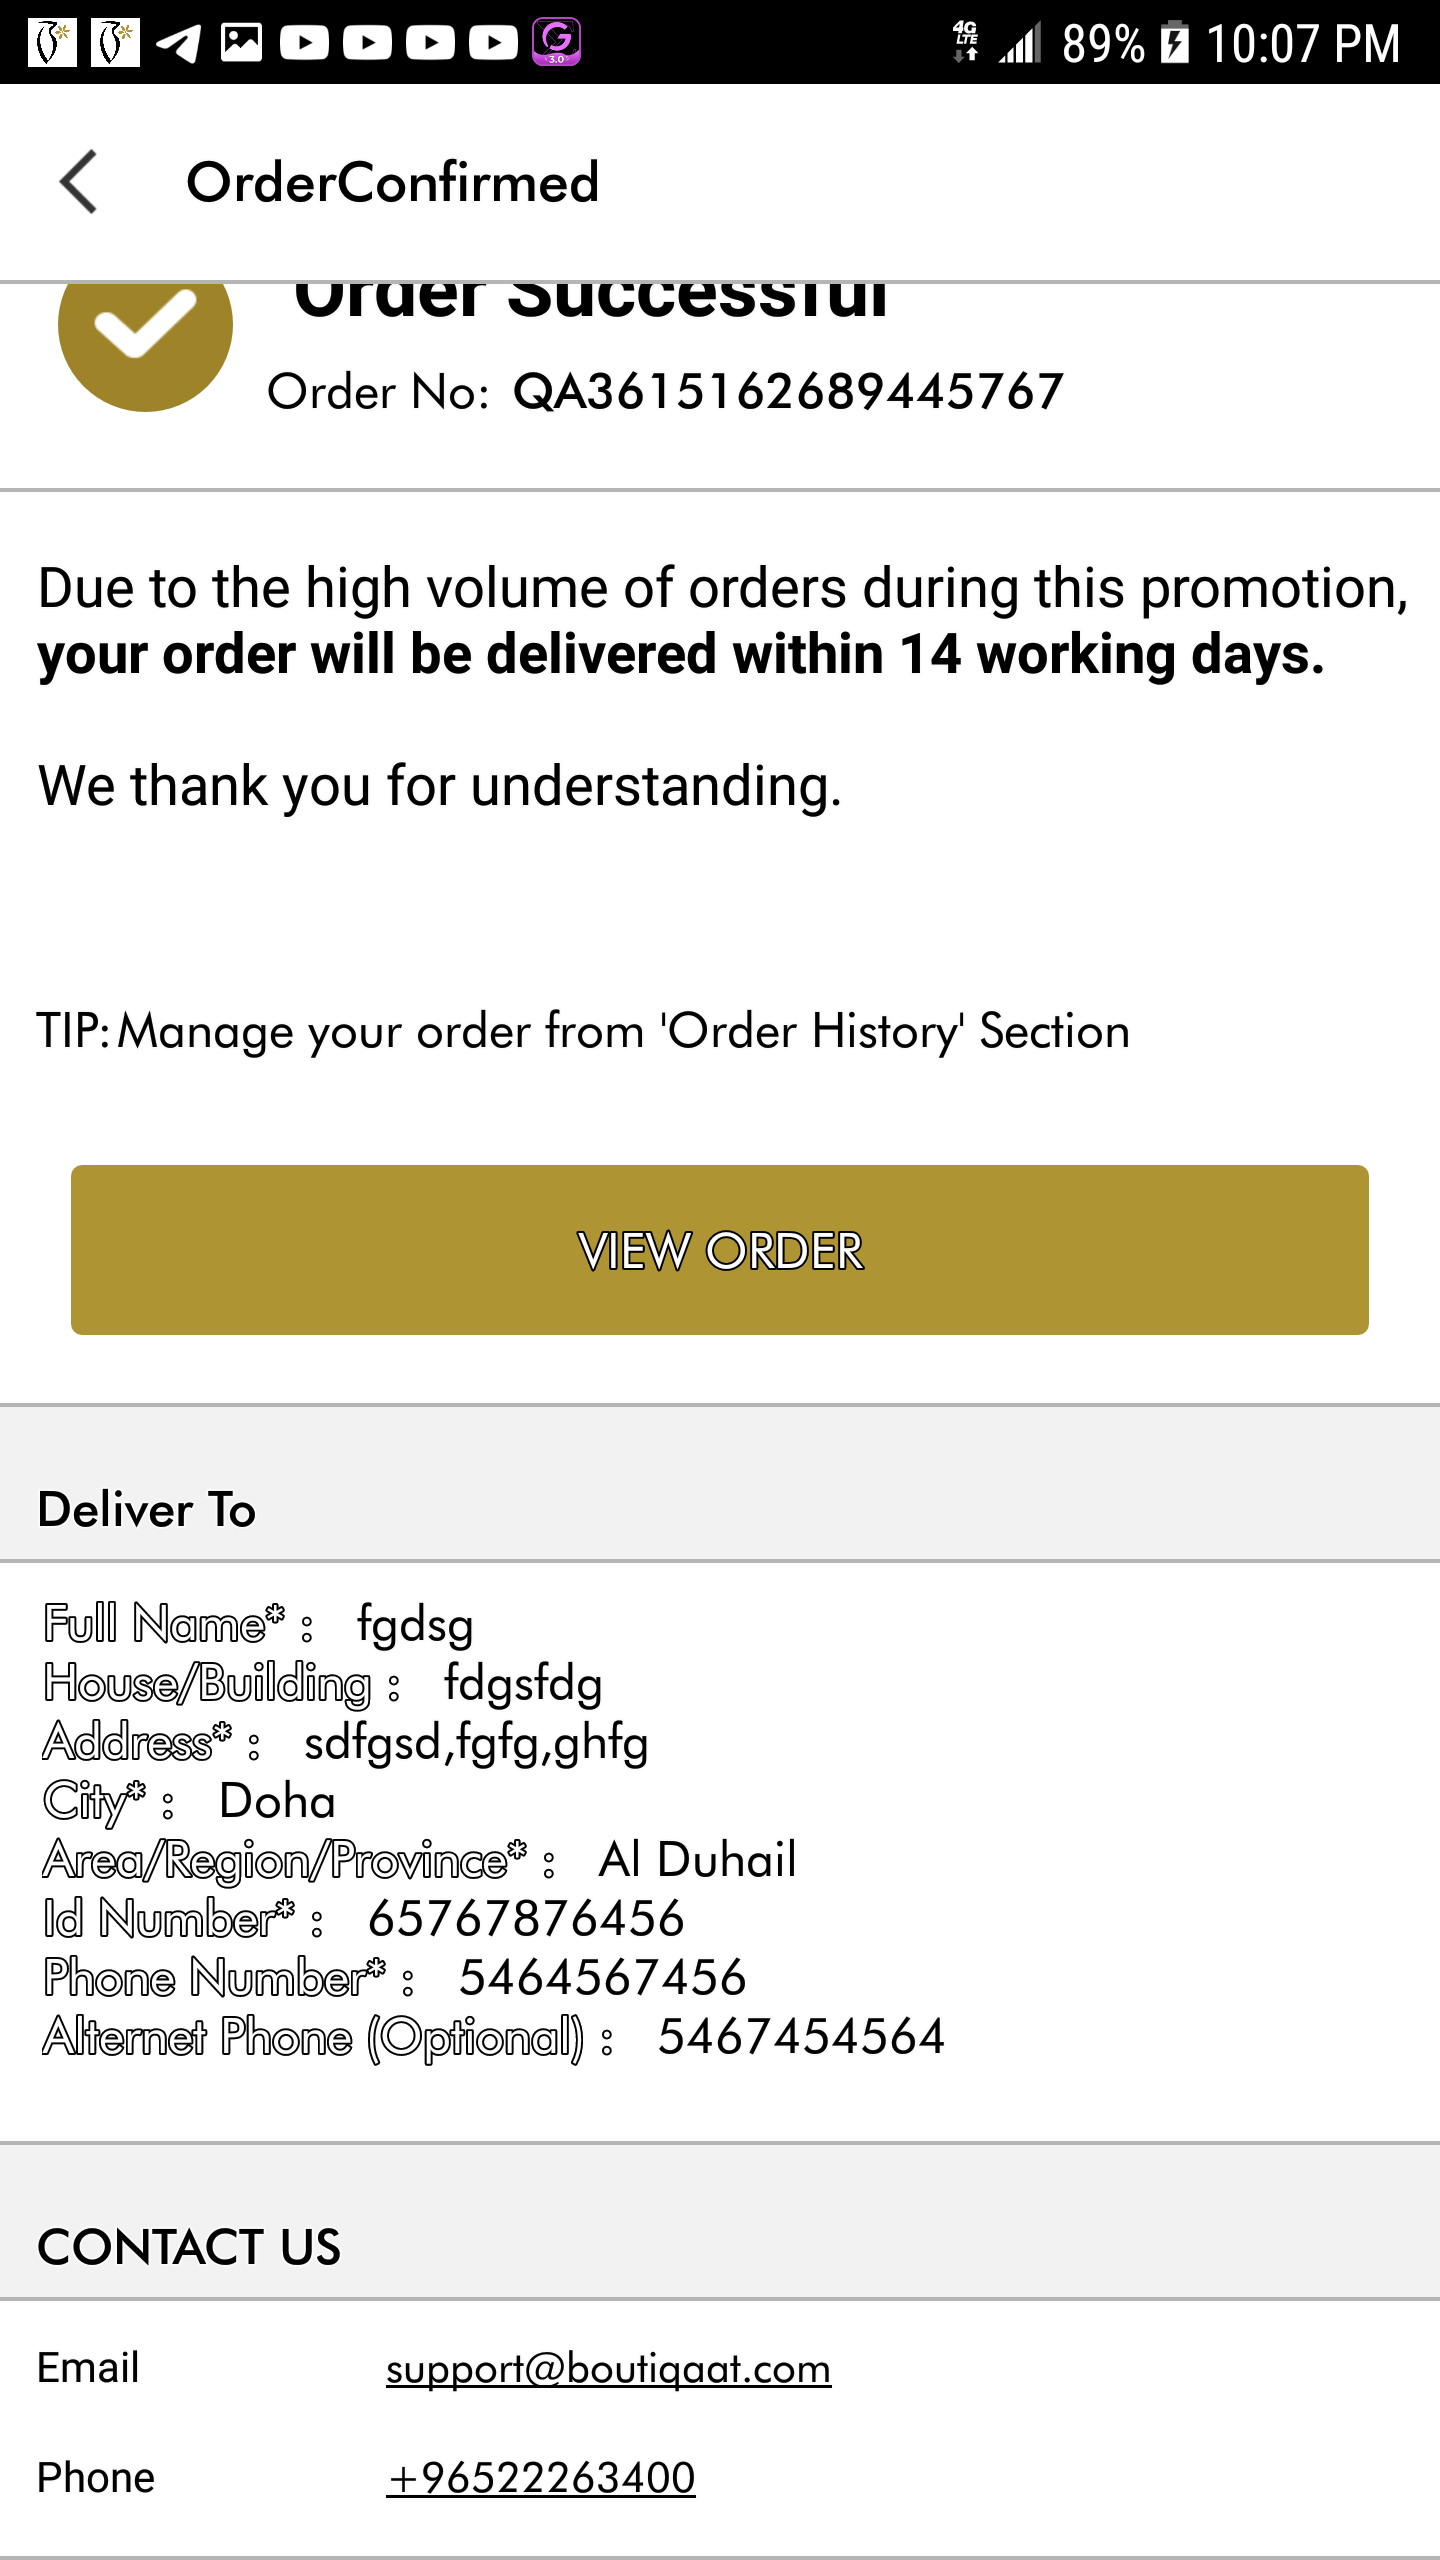 4G LTE 89% 10:07 PM
OrderConfirmed
Order Successful
Order No: QA3615162689445767
Due to the high volume of orders during this promotion,
your order will be delivered within 14 working days.
We thank you for understanding.
TIP: Manage your order from 'Order History' Section
VIEW ORDER
Deliver To
Full Name* : fgdsg
House/Building : fdgsfdg
Address* : sdfgsd,fgfg,ghfg
City* : Doha
Area/Region/Province* : Al Duhail
Id Number* : 65767876456
Phone Number* : 5464567456
Alternet Phone (Optional) : 5467454564
CONTACT US
Email support@boutiqaat.com
Phone +96522263400